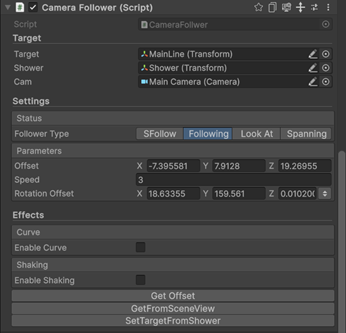 Camera Follower (Script)
Script CameraFollwer
Target
Target MainLine (Transform)
Shower Shower (Transform)
Cam Main Camera (Camera)
Settings
Status
Follower Type SFollow Following Look At Spanning
Parameters
Offset X -7.395581 Y 7.9128 Z 19.26955
Speed 3
Rotation Offset X 18.63355 Y 159.561 Z 0.01020
Effects
Curve
Enable Curve
Shaking
Enable Shaking
Get Offset
GetFromSceneView
SetTargetFromShower